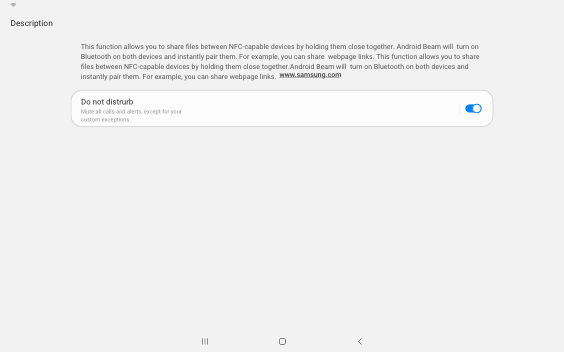 Description
This function allows you to share files between NFC-capable devices by holding them close together. Android Beam will turn on
Bluetooth on both devices and instantly pair them. For example, you can share webpage links. This function allows you to share
files between NFC-capable devices by holding them close together.Android Beam will turn on Bluetooth on both devices and
instantly pair them. For example, you can share webpage links. www.samsung.com
Do not distrurb
Mute all calls and alerts, except for your
custom exceptions.